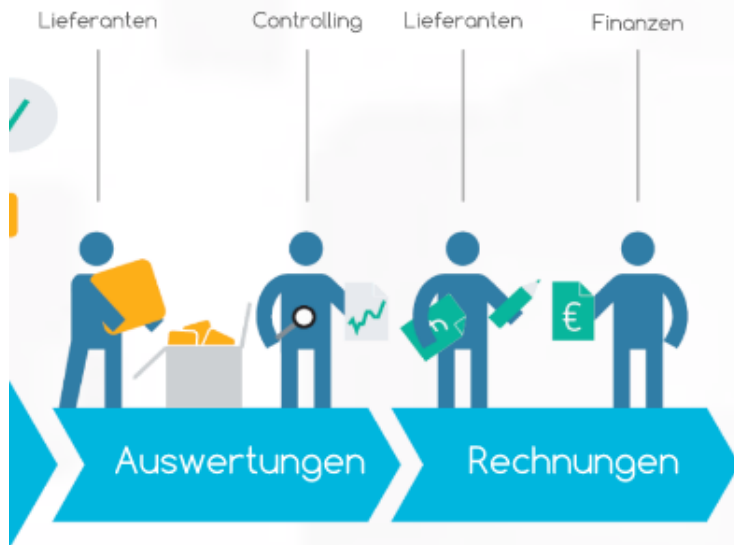 Lieferanten
Controlling
Lieferanten
Finanzen
€
Auswertungen
Rechnungen